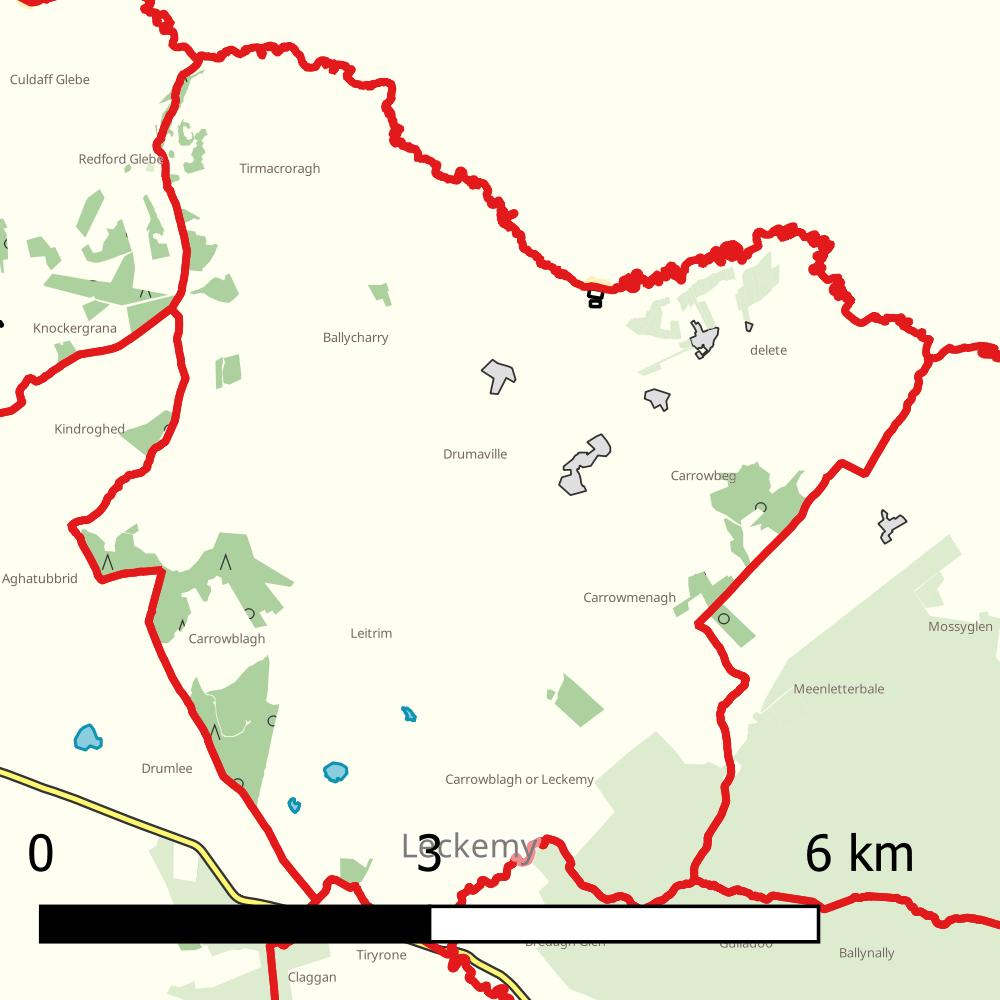 Culdaff Glebe
Redford Glebe
Tirmacroragh
Knockergrana
Ballycharry
delete
Kindroghed
Drumaville
Carrowbeg
Aghatubbrid
Carrowmenagh
Mossyglen
Carrowblagh
Leitrim
Meenletterbale
Drumlee
Carrowblagh or Leckemy
Leckemy
0 3 6 km
Bredagh Glen
Gulladoo
Tiryrone
Ballynally
Claggan